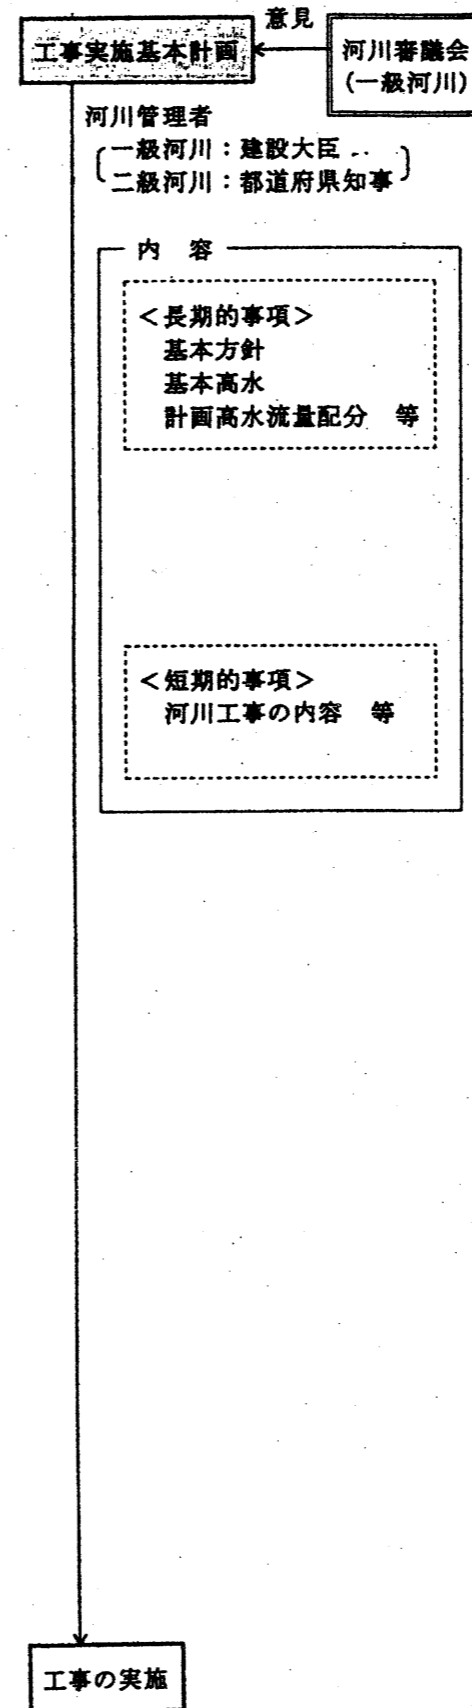 意見
工事実施基本計画
河川審議会
(一級河川)
河川管理者
一級河川：建設大臣
二級河川：都道府県知事
内 容
＜長期的事項＞
基本方針
基本高水
計画高水流量配分 等
＜短期的事項＞
河川工事の内容 等
工事の実施